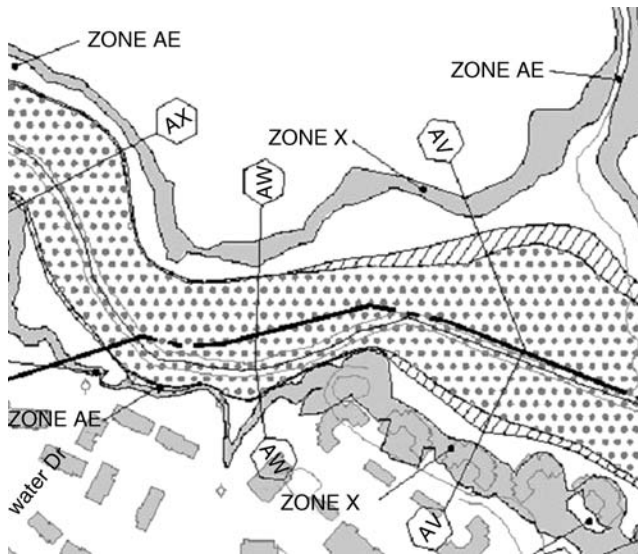 ZONE AE
ZONE AE
AX
ZONE X
AV
AW
ZONE AE
AW
water Dr
ZONE X
AV